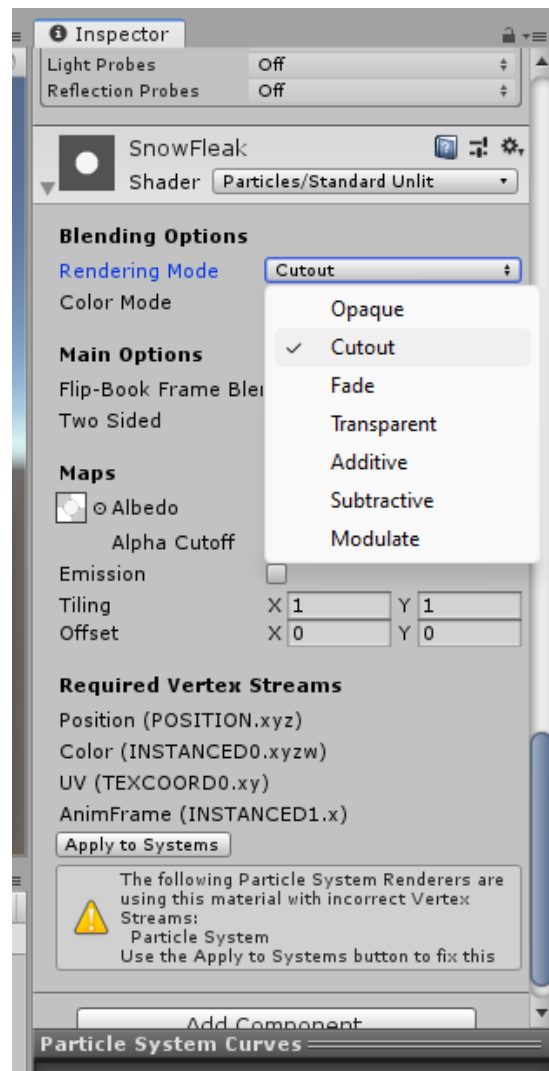 Inspector
Light Probes Off
Reflection Probes Off
SnowFleak
Shader Particles/Standard Unlit
Blending Options
Rendering Mode Cutout
Color Mode Opaque
✓ Cutout
Main Options
Fade
Flip-Book Frame Ble
Two Sided Transparent
Additive
Maps
Subtractive
Albedo
Modulate
Alpha Cutoff
Emission
Tiling X 1 Y 1
Offset X 0 Y 0
Required Vertex Streams
Position (POSITION.xyz)
Color (INSTANCED0.xyzw)
UV (TEXCOORD0.xy)
AnimFrame (INSTANCED1.x)
Apply to Systems
The following Particle System Renderers are
using this material with incorrect Vertex
Streams:
Particle System
Use the Apply to Systems button to fix this
Add Component
Particle System Curves